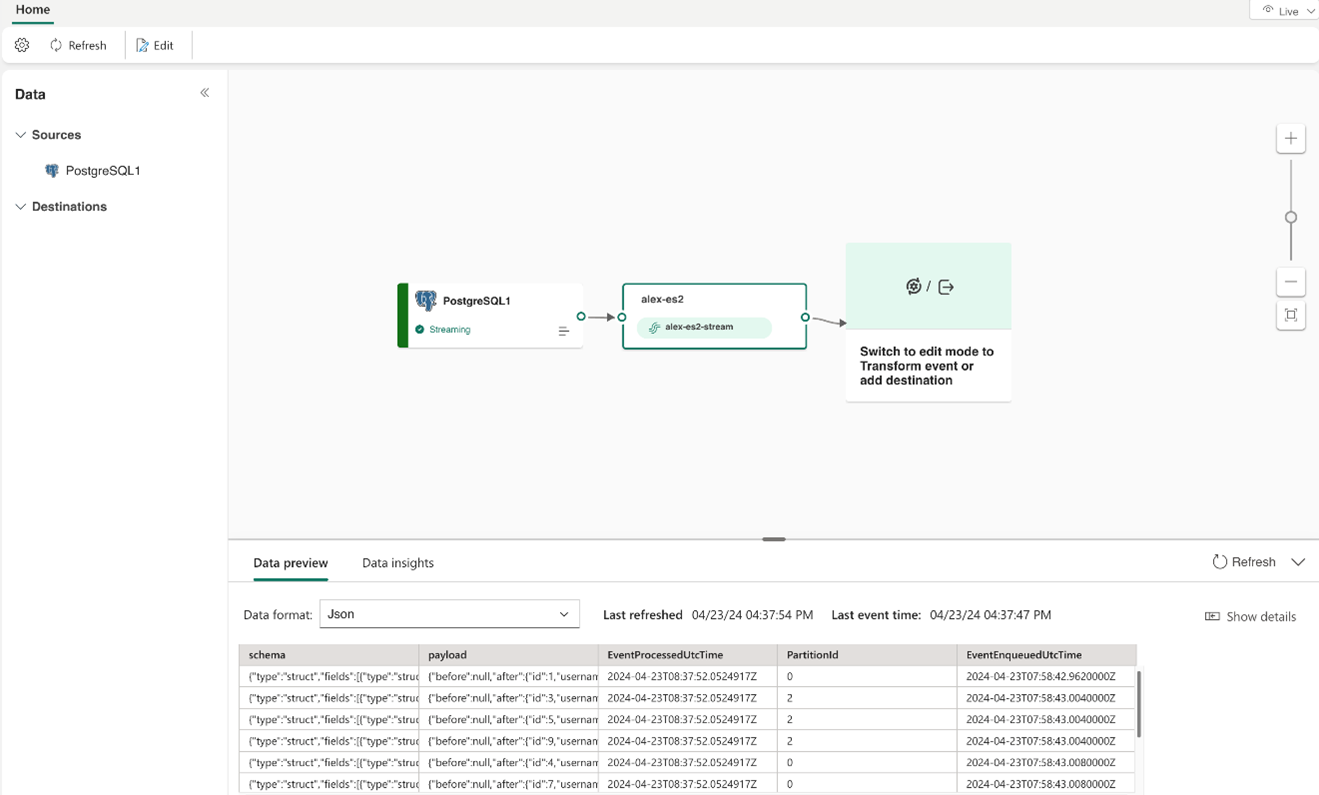 Home
Live
Refresh
Edit
Data
Sources
PostgreSQL1
Destinations
PostgreSQL1
Streaming
alex-es2
alex-es2-stream
/
Switch to edit mode to
Transform event or
add destination
Data preview Data insights Refresh
Data format: Json Last refreshed 04/23/24 04:37:54 PM Last event time: 04/23/24 04:37:47 PM Show details
schema payload EventProcessedUtcTime PartitionId EventEnqueuedUtcTime
{"type":"struct","fields":[{"type":"struc {"before":null,"after":{"id":1,"usernam 2024-04-23T08:37:52.0524917Z 0 2024-04-23T07:58:42.9620000Z
{"type":"struct","fields":[{"type":"struc {"before":null,"after":{"id":3,"usernam 2024-04-23T08:37:52.0524917Z 2 2024-04-23T07:58:43.0040000Z
{"type":"struct","fields":[{"type":"struc {"before":null,"after":{"id":5,"usernam 2024-04-23T08:37:52.0524917Z 2 2024-04-23T07:58:43.0040000Z
{"type":"struct","fields":[{"type":"struc {"before":null,"after":{"id":9,"usernam 2024-04-23T08:37:52.0524917Z 2 2024-04-23T07:58:43.0040000Z
{"type":"struct","fields":[{"type":"struc {"before":null,"after":{"id":4,"usernam 2024-04-23T08:37:52.0524917Z 0 2024-04-23T07:58:43.0080000Z
{"type":"struct","fields":[{"type":"struc {"before":null,"after":{"id":7,"usernam 2024-04-23T08:37:52.0524917Z 0 2024-04-23T07:58:43.0080000Z